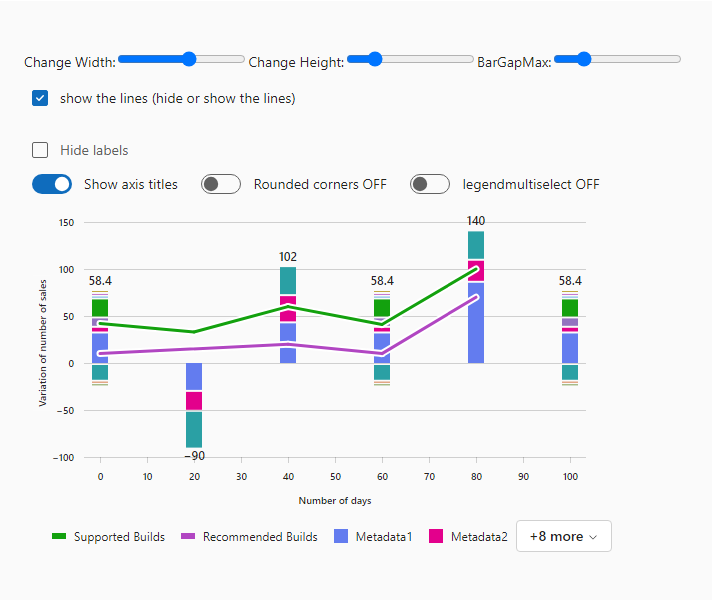 Change Width: Change Height: BarGapMax:
show the lines (hide or show the lines)
Hide labels
Show axis titles Rounded corners OFF legendmultiselect OFF
150
100
50
0
−50
−100
Variation of number of sales
58.4
−90
102
58.4
140
58.4
0 10 20 30 40 50 60 70 80 90 100
Number of days
Supported Builds Recommended Builds Metadata1 Metadata2 +8 more